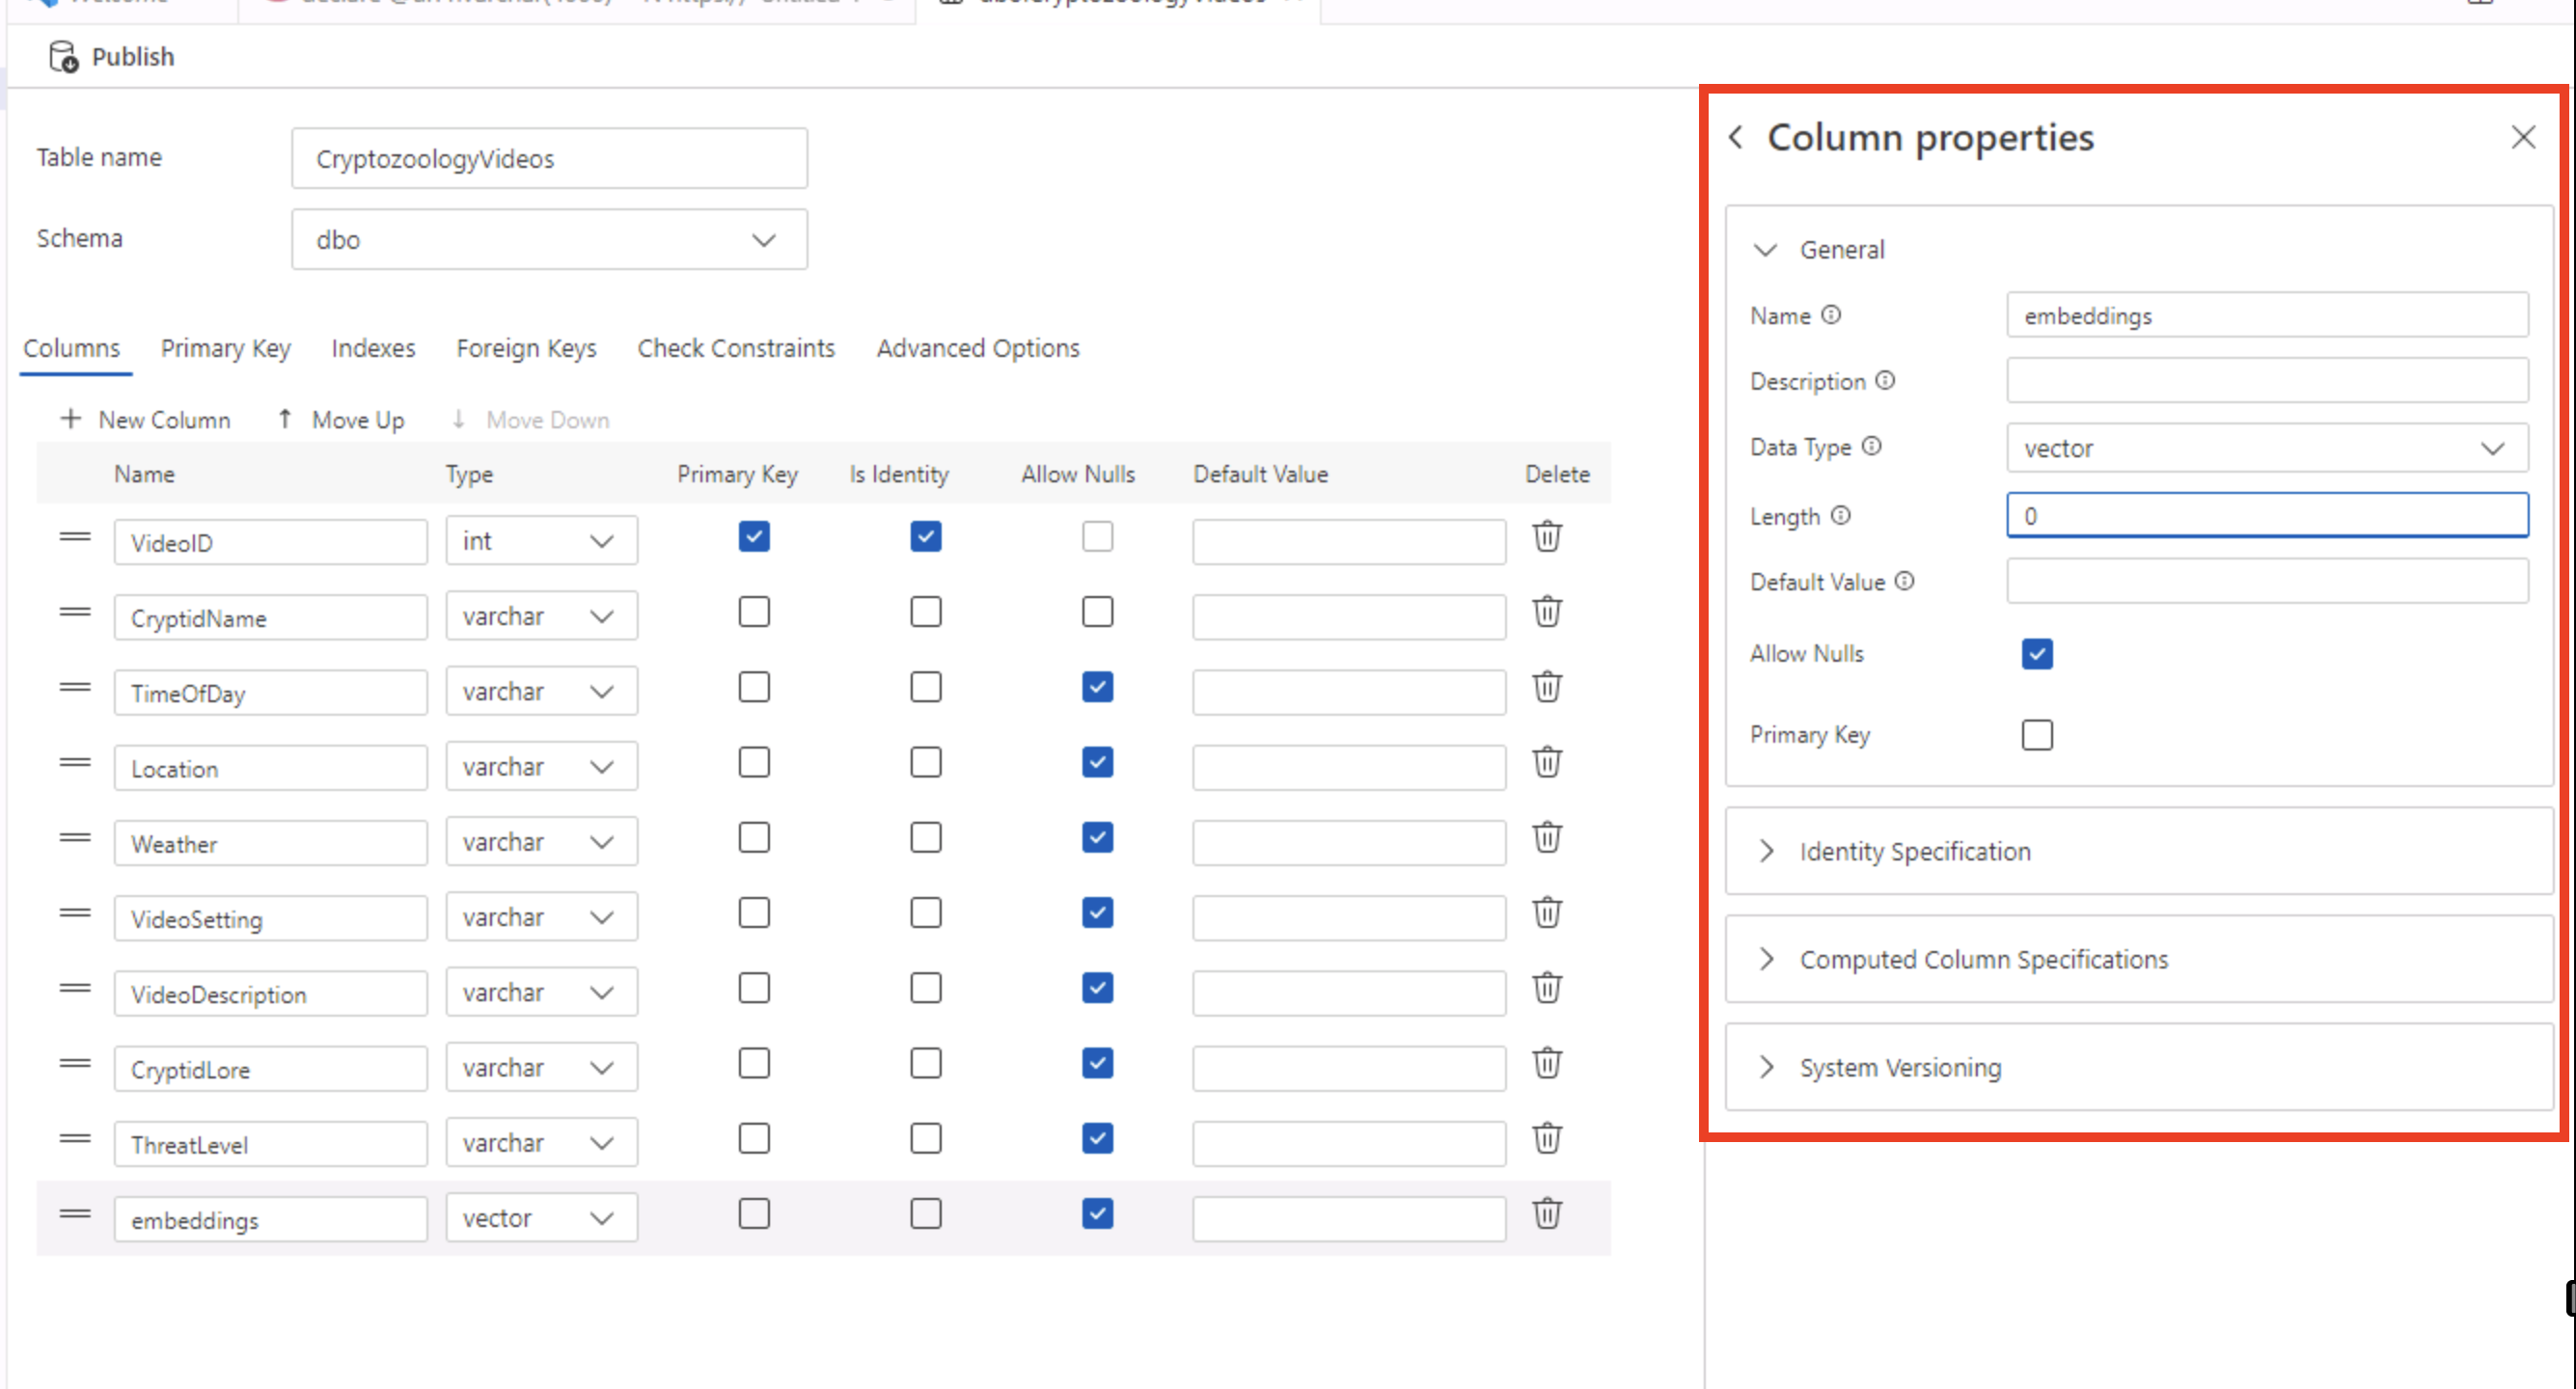 Publish
Table name
CryptozoologyVideos
Schema
dbo
Columns Primary Key Indexes Foreign Keys Check Constraints Advanced Options
New Column Move Up Move Down
Name Type Primary Key Is Identity Allow Nulls Default Value Delete
VideoID int
CryptidName varchar
TimeOfDay varchar
Location varchar
Weather varchar
VideoSetting varchar
VideoDescription varchar
CryptidLore varchar
ThreatLevel varchar
embeddings vector
Column properties
General
Name embeddings
Description
Data Type vector
Length 0
Default Value
Allow Nulls
Primary Key
Identity Specification
Computed Column Specifications
System Versioning